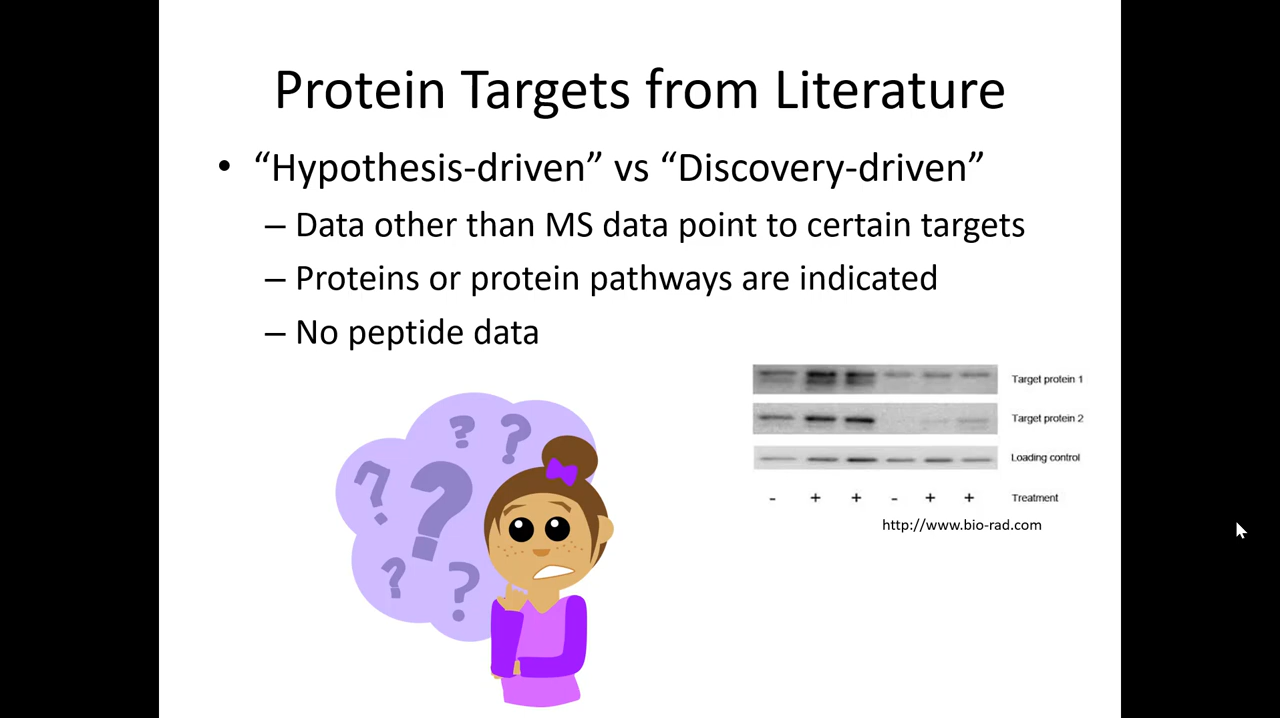 Protein Targets from Literature
• “Hypothesis-driven” vs “Discovery-driven”
– Data other than MS data point to certain targets
– Proteins or protein pathways are indicated
– No peptide data
? ? ? ? ? ?
Target protein 1
Target protein 2
Loading control
- + + - + + Treatment
http://www.bio-rad.com